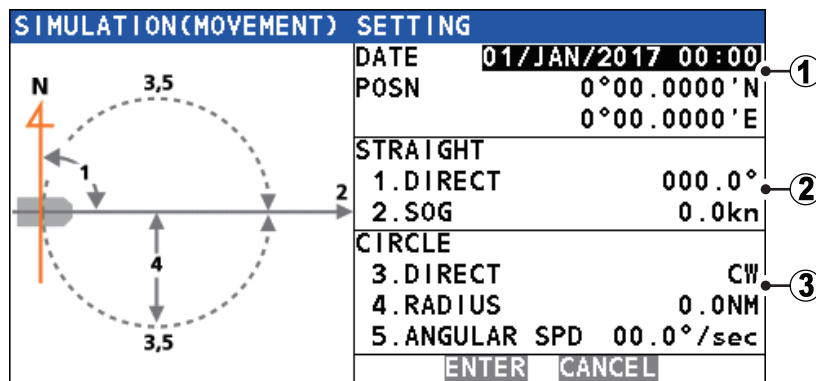 SIMULATION(MOVEMENT) SETTING
N
3,5
1
2
4
3,5
DATE 01/JAN/2017 00:00
POSN 0°00.0000'N
0°00.0000'E
1
STRAIGHT
1.DIRECT 000.0°
2.SOG 0.0kn
2
CIRCLE
3.DIRECT CW
4.RADIUS 0.0NM
5.ANGULAR SPD 00.0°/sec
3
ENTER CANCEL